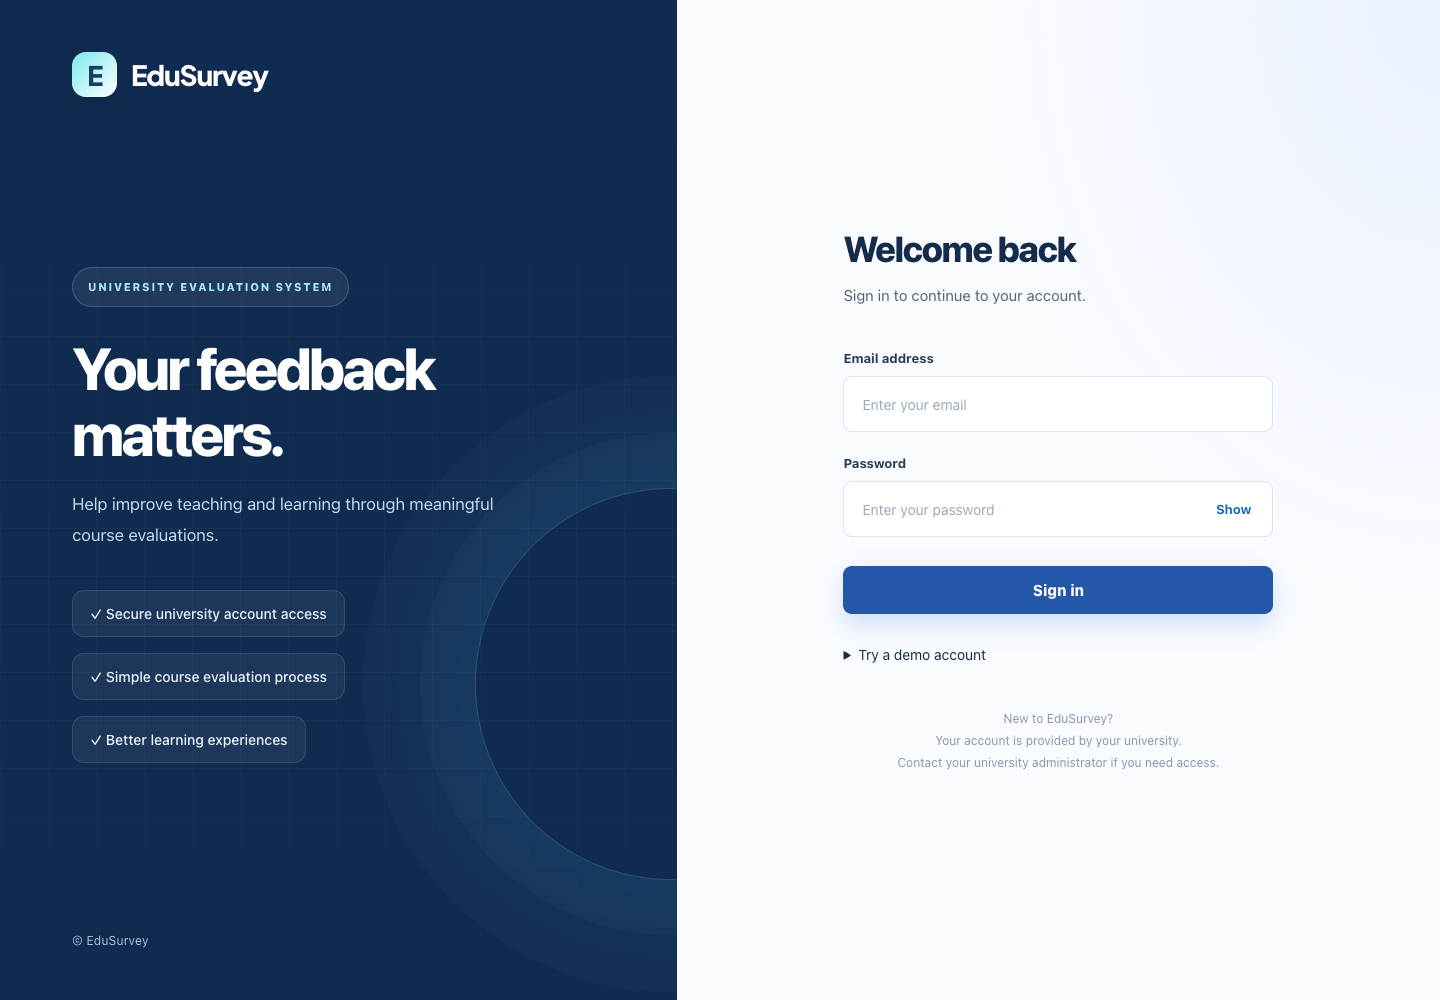 E EduSurvey
UNIVERSITY EVALUATION SYSTEM
Your feedback
matters.
Help improve teaching and learning through meaningful
course evaluations.
✓ Secure university account access
✓ Simple course evaluation process
✓ Better learning experiences
© EduSurvey
Welcome back
Sign in to continue to your account.
Email address
Enter your email
Password
Enter your password Show
Sign in
▶ Try a demo account
New to EduSurvey?
Your account is provided by your university.
Contact your university administrator if you need access.